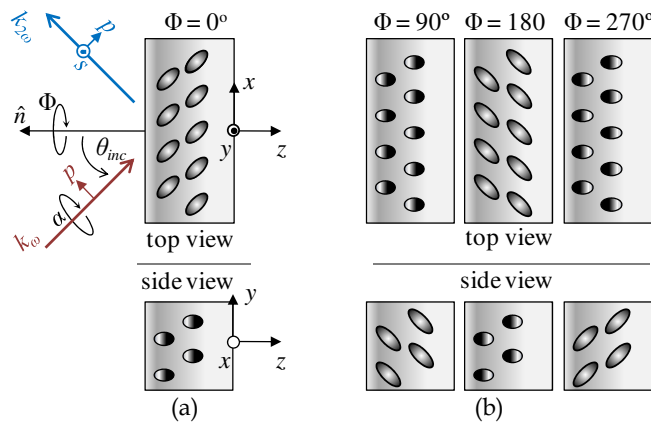 Φ = 0º
Φ = 90º
Φ = 180
Φ = 270º
k2ω
p
s
x
Φ
n̂
y
z
θinc
p
α
kω
top view
top view
side view
side view
y
x
z
(a)
(b)